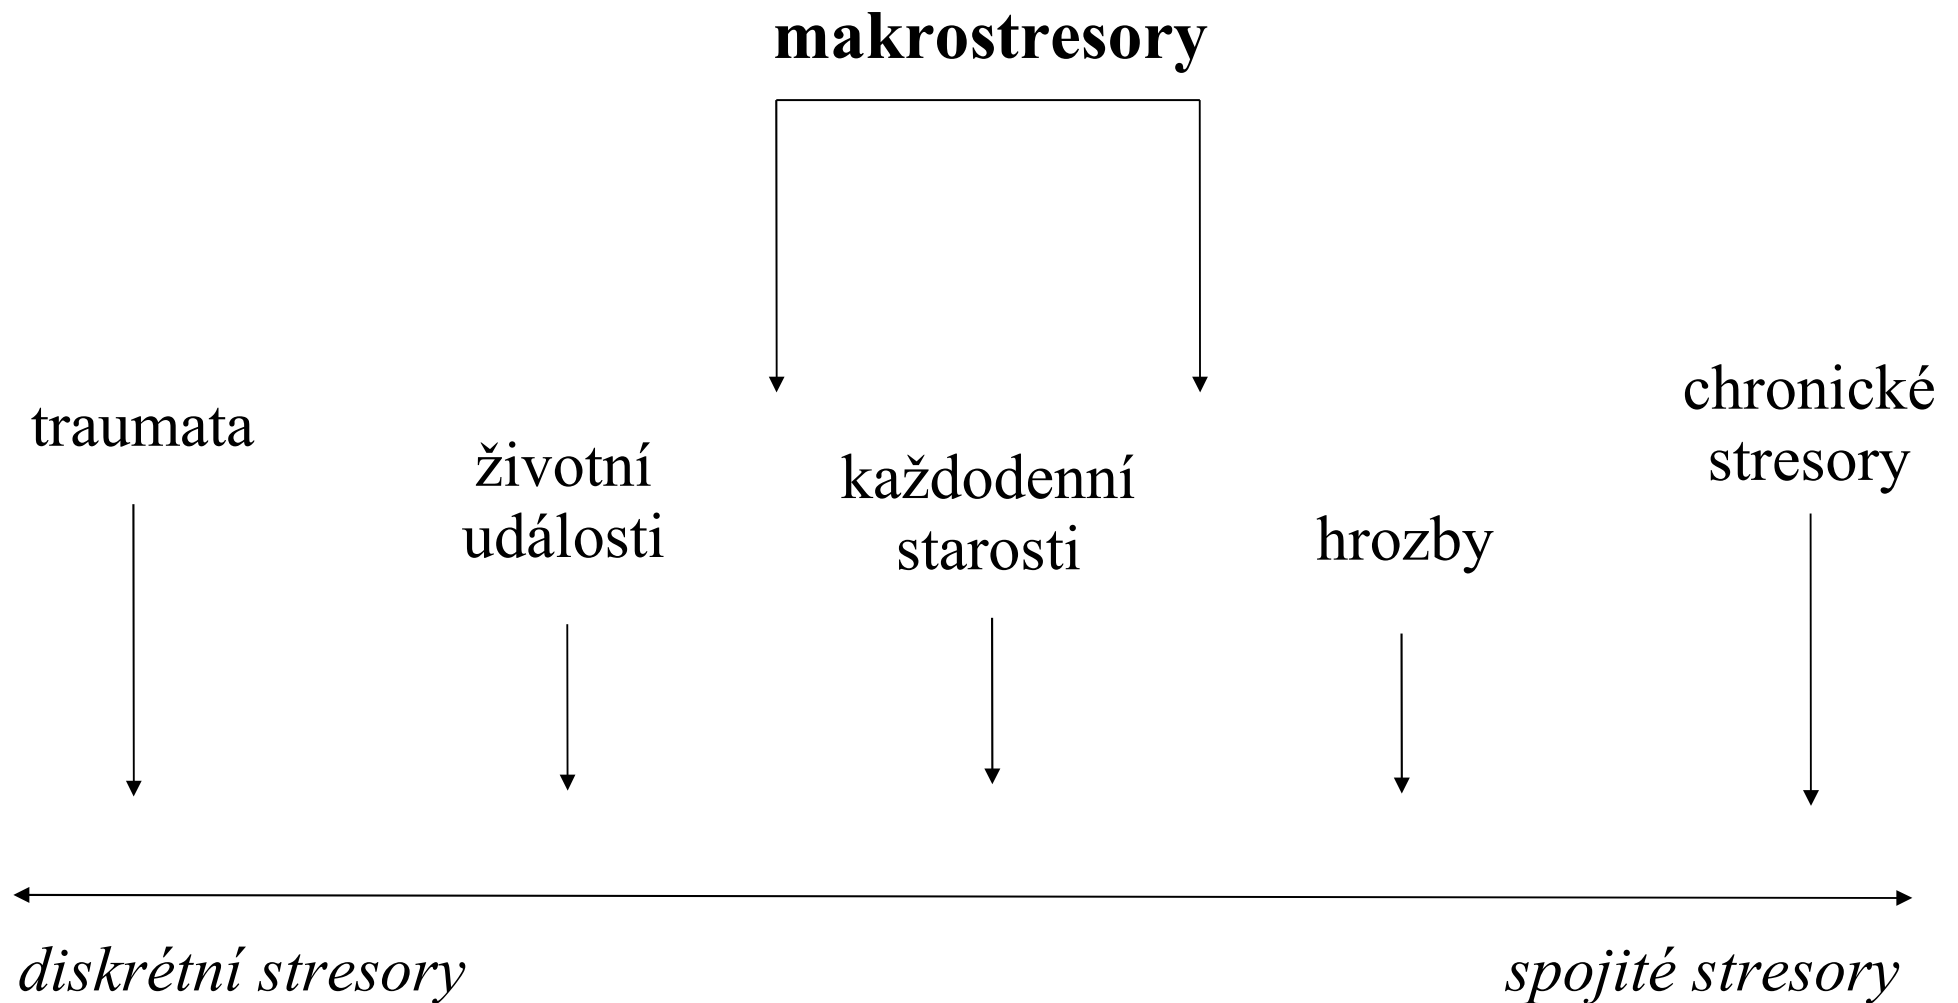 makrostresory
traumata
životní
události
každodenní
starosti
hrozby
chronické
stresory
diskrétní stresory
spojité stresory